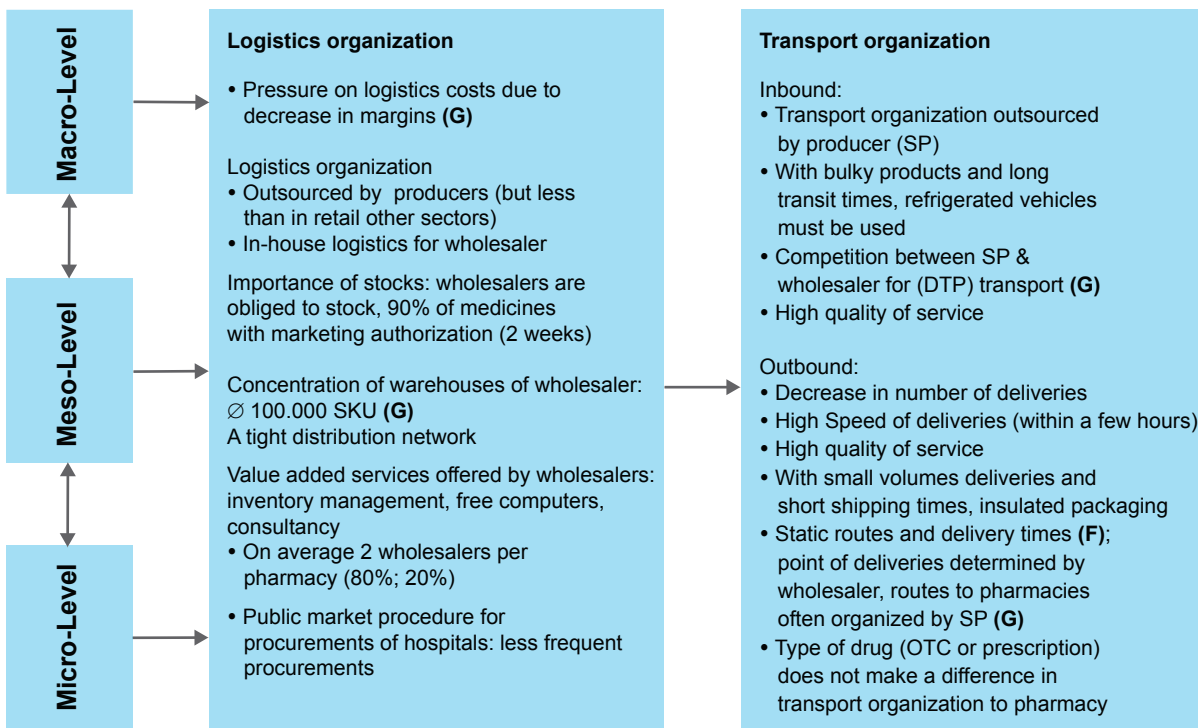 Macro-Level
Meso-Level
Micro-Level
Logistics organization
• Pressure on logistics costs due to
decrease in margins (G)
Logistics organization
• Outsourced by producers (but less
than in retail other sectors)
• In-house logistics for wholesaler
Importance of stocks: wholesalers are
obliged to stock, 90% of medicines
with marketing authorization (2 weeks)
Concentration of warehouses of wholesaler:
∅ 100.000 SKU (G)
A tight distribution network
Value added services offered by wholesalers:
inventory management, free computers,
consultancy
• On average 2 wholesalers per
pharmacy (80%; 20%)
• Public market procedure for
procurements of hospitals: less frequent
procurements
Transport organization
Inbound:
• Transport organization outsourced
by producer (SP)
• With bulky products and long
transit times, refrigerated vehicles
must be used
• Competition between SP &
wholesaler for (DTP) transport (G)
• High quality of service
Outbound:
• Decrease in number of deliveries
• High Speed of deliveries (within a few hours)
• High quality of service
• With small volumes deliveries and
short shipping times, insulated packaging
• Static routes and delivery times (F);
point of deliveries determined by
wholesaler, routes to pharmacies
often organized by SP (G)
• Type of drug (OTC or prescription)
does not make a difference in
transport organization to pharmacy